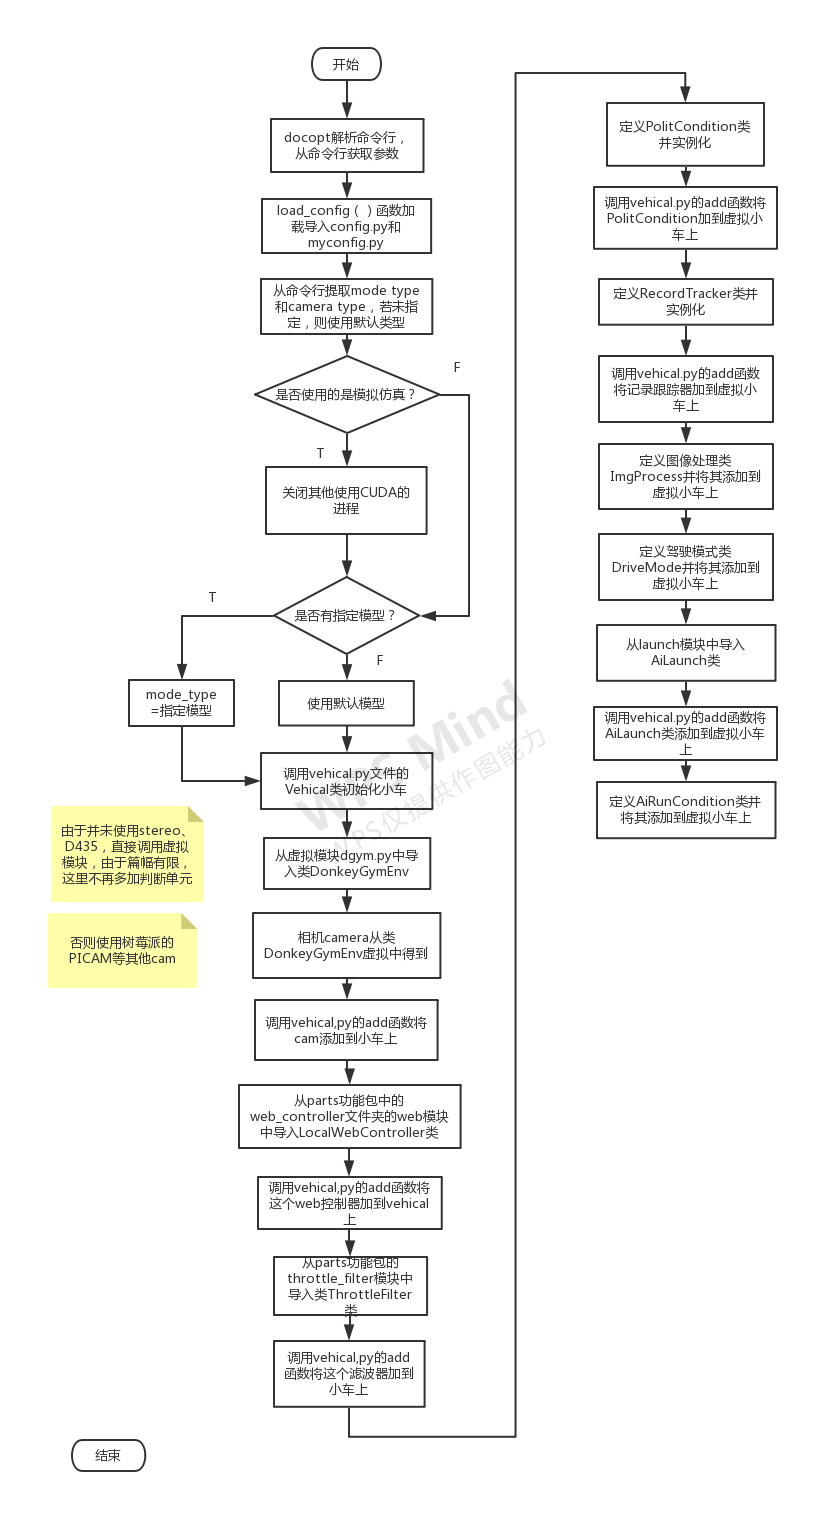 开始
docopt解析命令行，
从命令行获取参数
load_config（ ）函数加
载导入config.py和
myconfig.py
从命令行提取mode type
和camera type，若未指
定，则使用默认类型
是否使用的是模拟仿真？
F
T
关闭其他使用CUDA的
进程
是否有指定模型？
T
F
mode_type
=指定模型
使用默认模型
调用vehical.py文件的
Vehical类初始化小车
由于并未使用stereo、
D435，直接调用虚拟
模块，由于篇幅有限，
这里不再多加判断单元
否则使用树莓派的
PICAM等其他cam
从虚拟模块dgym.py中导
入类DonkeyGymEnv
相机camera从类
DonkeyGymEnv虚拟中得到
调用vehical,py的add函数将
cam添加到小车上
从parts功能包中的
web_controller文件夹的web模块
中导入LocalWebController类
调用vehical,py的add函数将
这个web控制器加到vehical
上
从parts功能包的
throttle_filter模块中
导入类ThrottleFilter
类
调用vehical,py的add
函数将这个滤波器加到
小车上
定义PolitCondition类
并实例化
调用vehical.py的add函数将
PolitCondition加到虚拟小
车上
定义RecordTracker类并
实例化
调用vehical.py的add函数
将记录跟踪器加到虚拟小
车上
定义图像处理类
ImgProcess并将其添加到
虚拟小车上
定义驾驶模式类
DriveMode并将其添加到
虚拟小车上
从launch模块中导入
AiLaunch类
调用vehical.py的add函数将
AiLaunch类添加到虚拟小车
上
定义AiRunCondition类并
将其添加到虚拟小车上
结束
WPS Mind
WPS仅提供作图能力